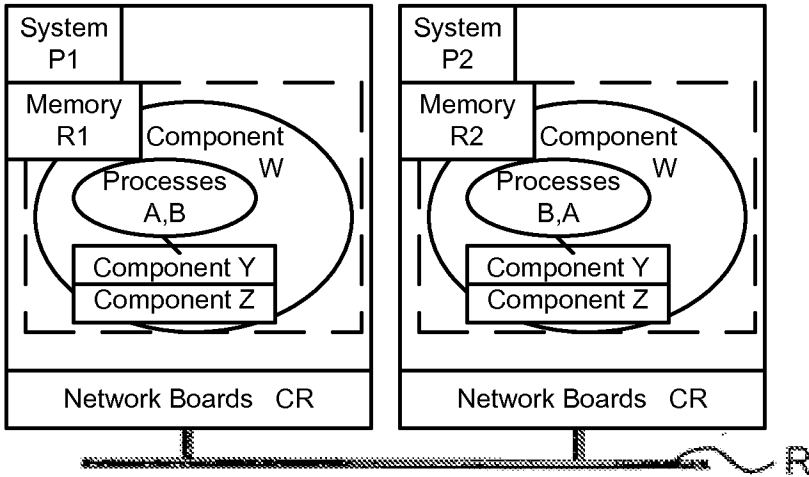 System
P1
Memory
R1
Component
W
Processes
A,B
Component Y
Component Z
Network Boards CR
System
P2
Memory
R2
Component
W
Processes
B,A
Component Y
Component Z
Network Boards CR
R